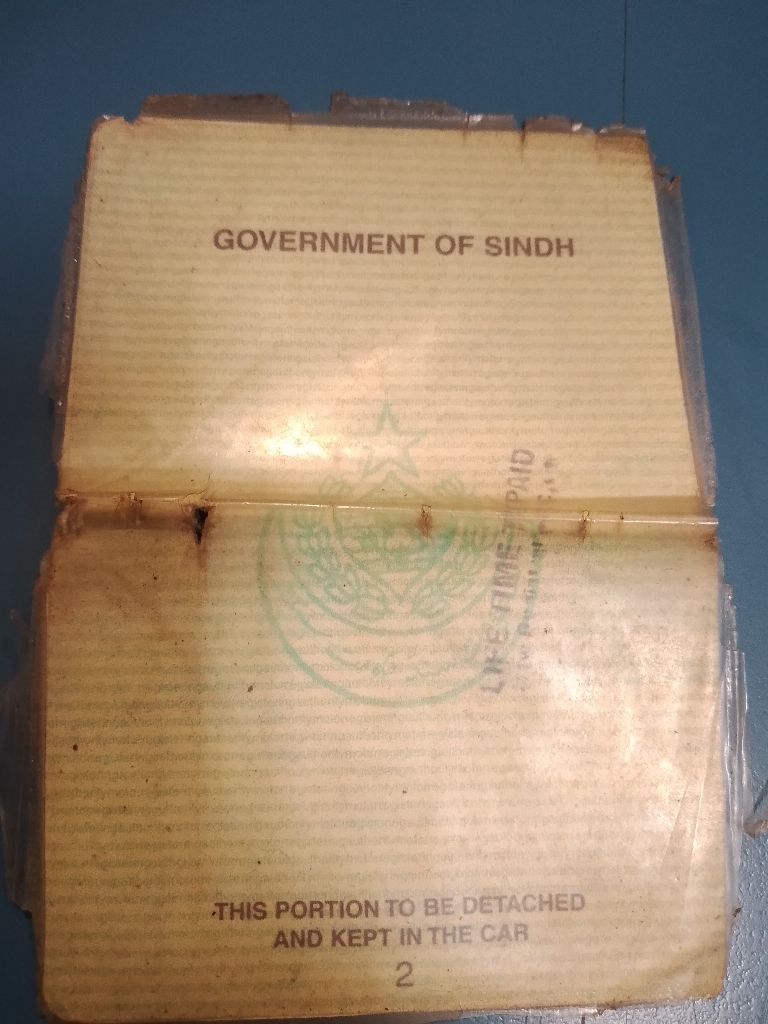 GOVERNMENT OF SINDH
LIFE TIME PAID
THIS PORTION TO BE DETACHED
AND KEPT IN THE CAR
2